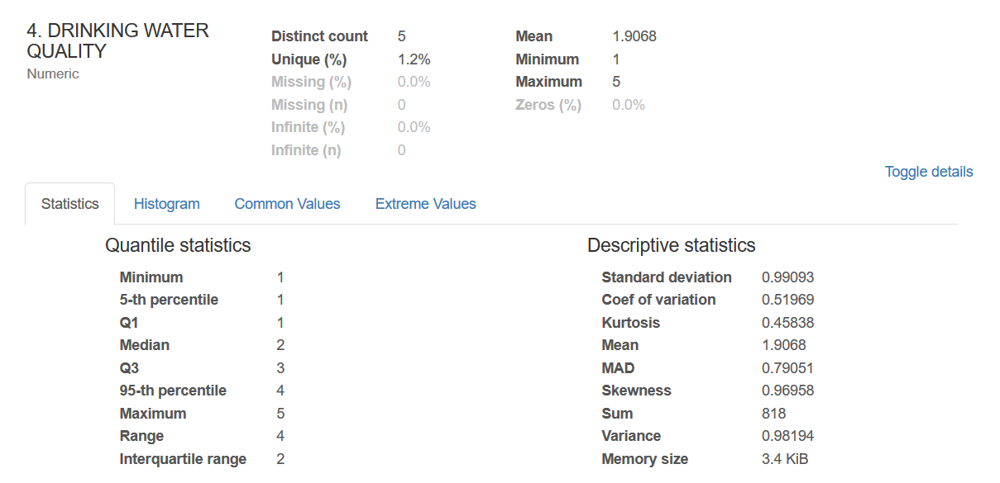 4. DRINKING WATER
QUALITY
Numeric
Distinct count 5
Unique (%) 1.2%
Missing (%) 0.0%
Missing (n) 0
Infinite (%) 0.0%
Infinite (n) 0
Mean 1.9068
Minimum 1
Maximum 5
Zeros (%) 0.0%
Toggle details
Statistics Histogram Common Values Extreme Values
Quantile statistics
Minimum 1
5-th percentile 1
Q1 1
Median 2
Q3 3
95-th percentile 4
Maximum 5
Range 4
Interquartile range 2
Descriptive statistics
Standard deviation 0.99093
Coef of variation 0.51969
Kurtosis 0.45838
Mean 1.9068
MAD 0.79051
Skewness 0.96958
Sum 818
Variance 0.98194
Memory size 3.4 KiB